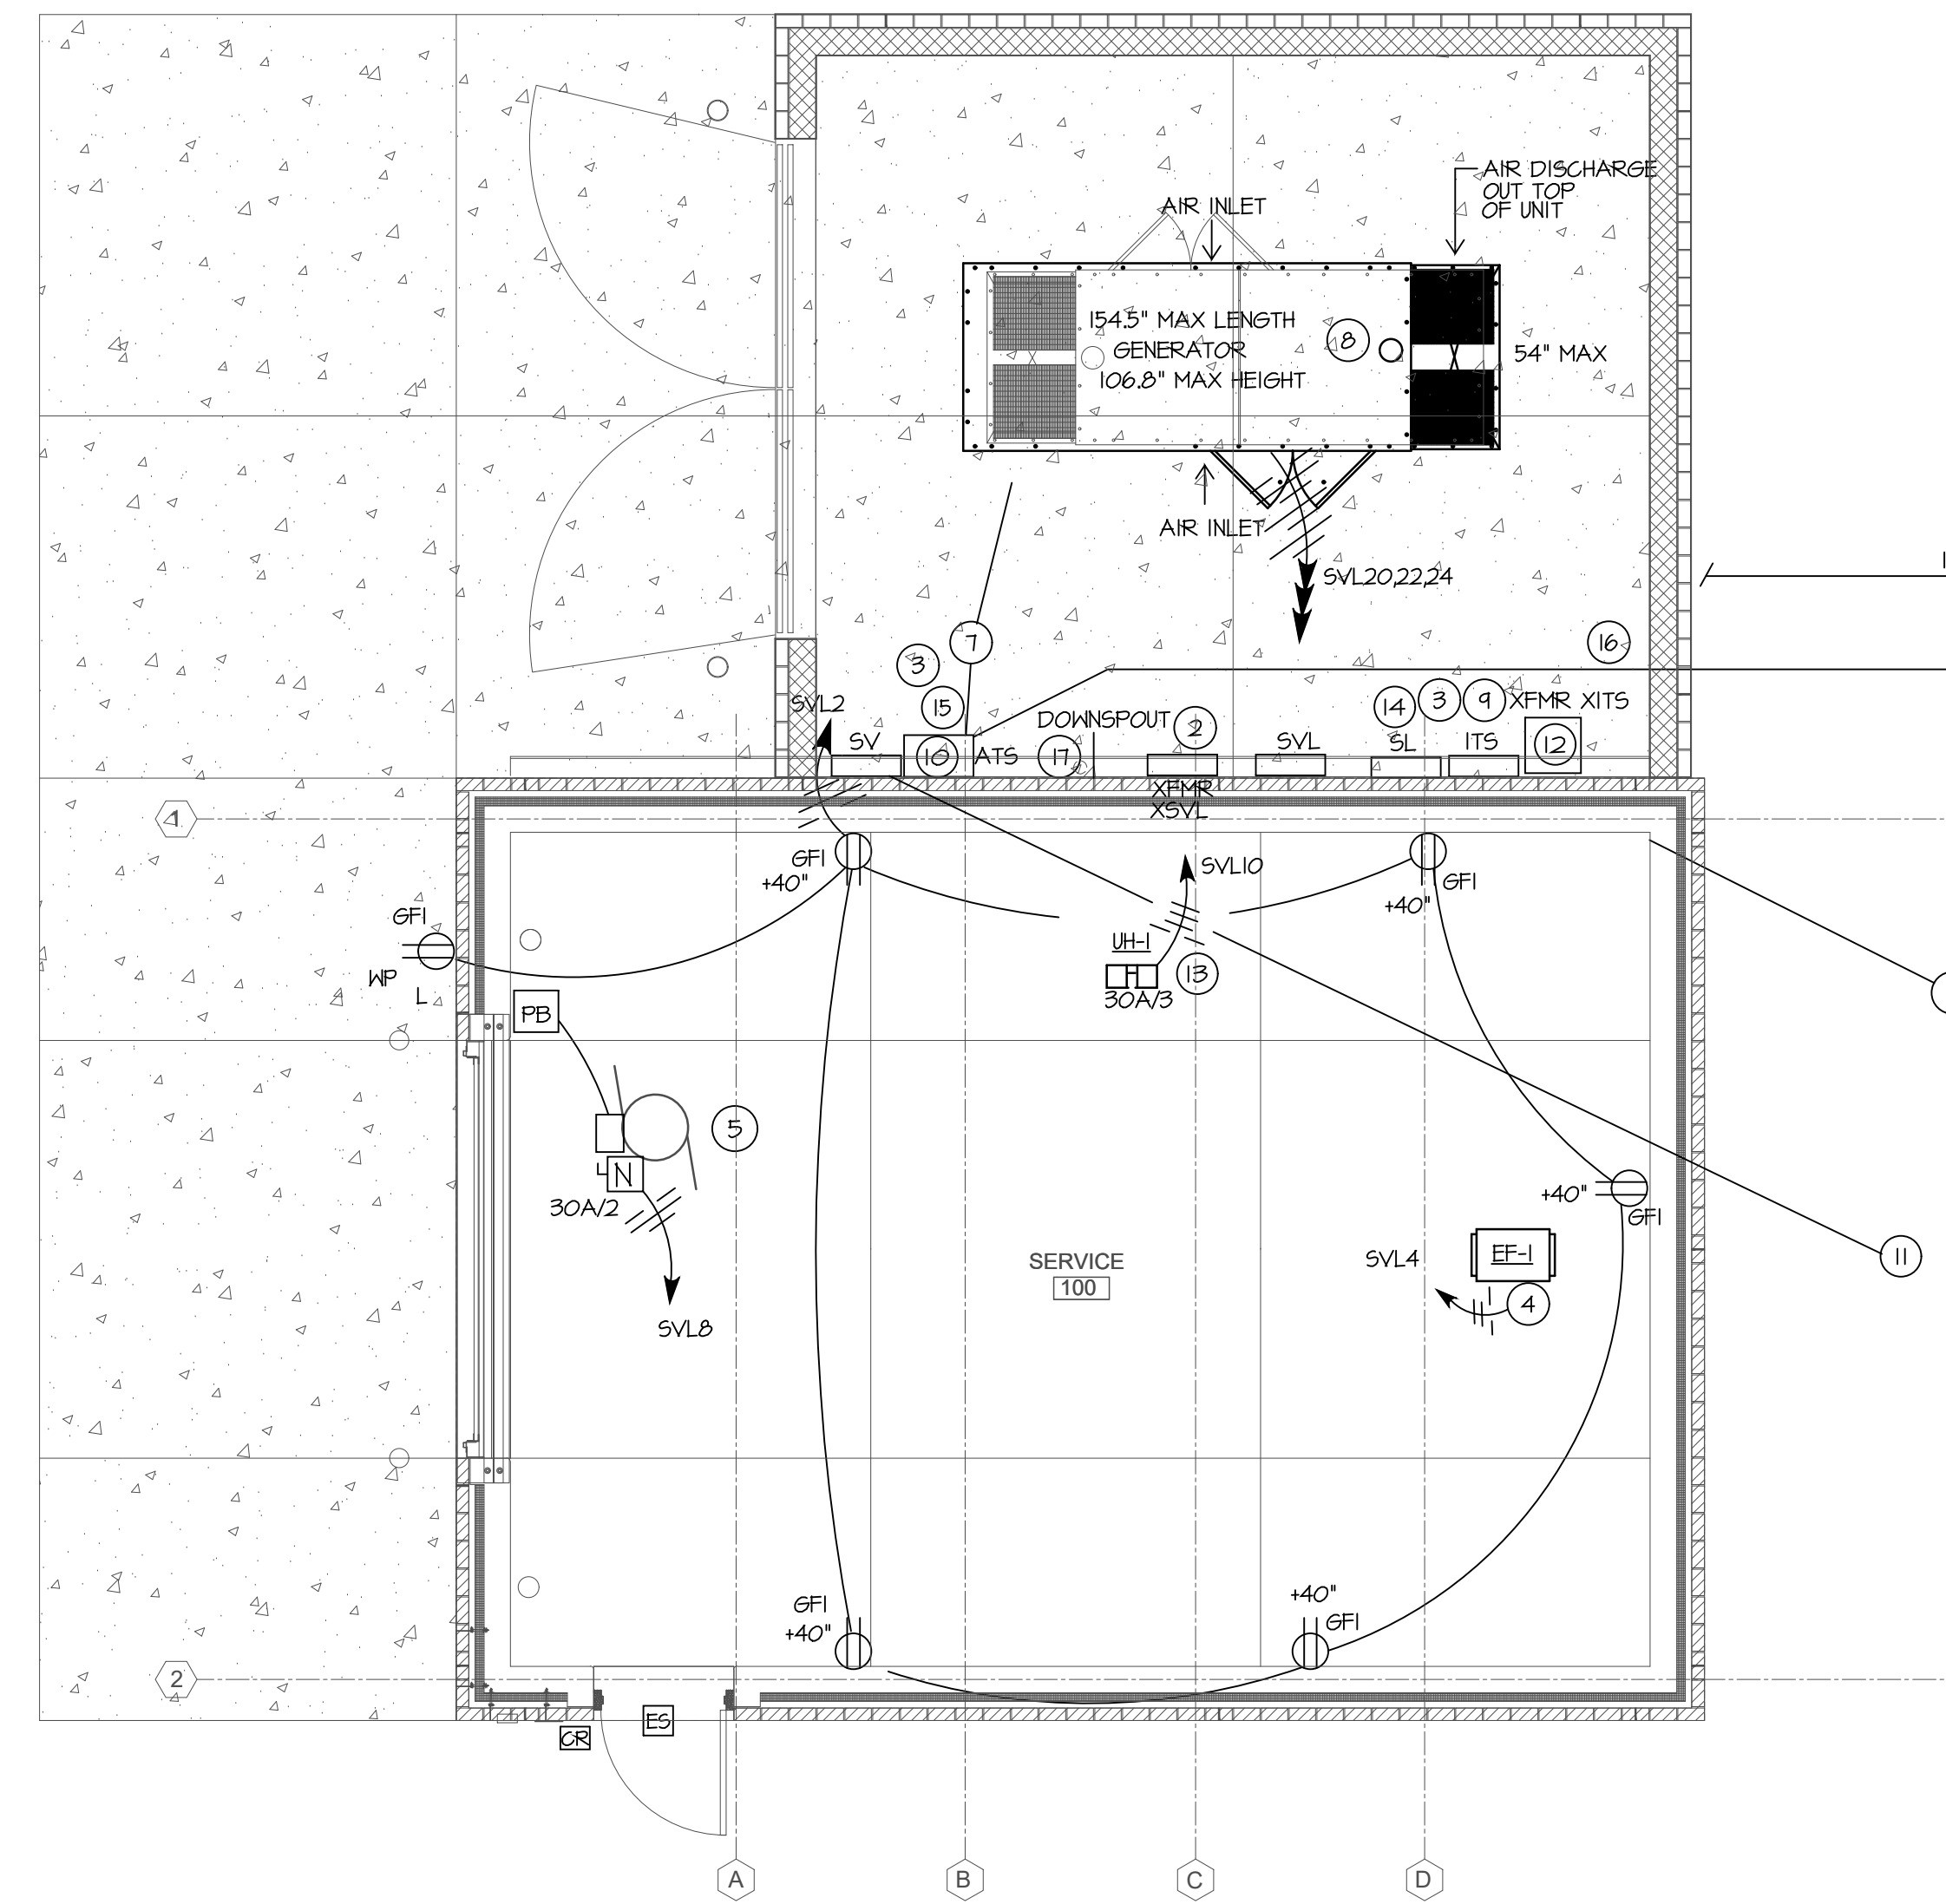 AIR DISCHARGE
OUT TOP
OF UNIT
AIR INLET
154.5" MAX LENGTH
GENERATOR
106.8" MAX HEIGHT
8
54" MAX
AIR INLET
SVL20,22,24
7
16
3
15
SVL2
SV
10
ATS
DOWNSPOUT
17
2
SVL
14
3
9
XFMR XITS
SL
ITS
12
XFMR
XSVL
1
GFI
+40"
SVL10
GFI
+40"
GFI
WP
L
UH-1
13
30A/3
PB
5
N
30A/2
SVL8
+40"
GFI
SERVICE
100
SVL4
EF-1
4
11
GFI
+40"
+40"
GFI
2
CR
ES
A
B
C
D